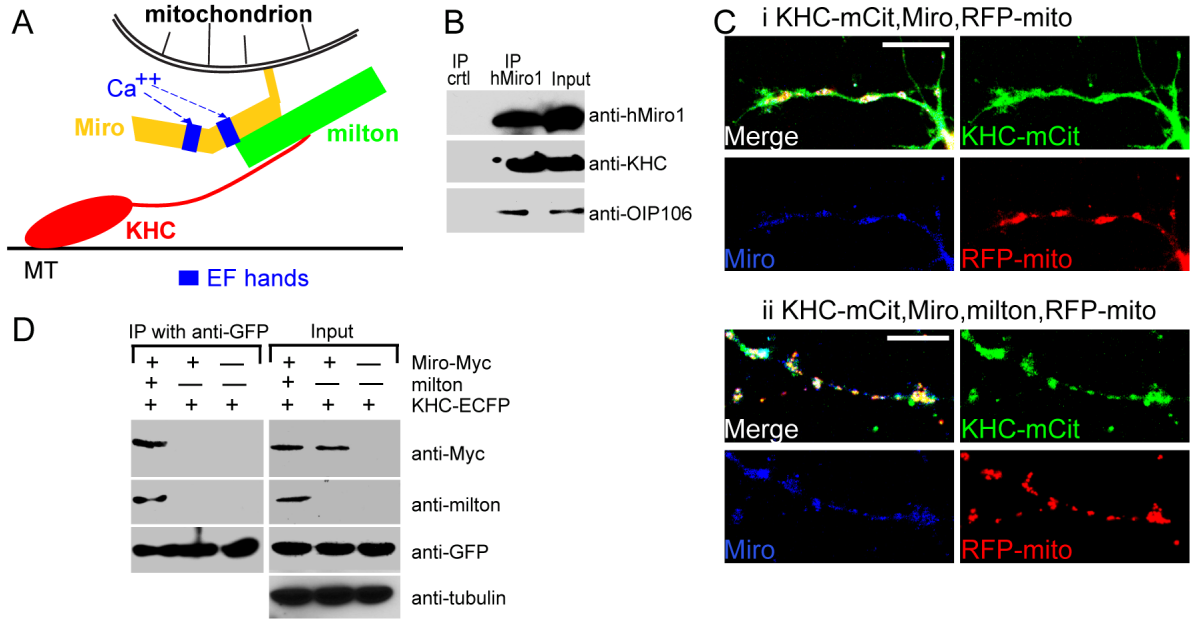 A
mitochondrion
Ca++
Miro
milton
KHC
MT
EF hands
B
IP crtl
IP hMiro1
Input
anti-hMiro1
anti-KHC
anti-OIP106
C
i KHC-mCit,Miro,RFP-mito
Merge
KHC-mCit
Miro
RFP-mito
ii KHC-mCit,Miro,milton,RFP-mito
Merge
KHC-mCit
Miro
RFP-mito
D
IP with anti-GFP
Input
+ + — + + — Miro-Myc
+ — — + — — milton
+ + + + + + KHC-ECFP
anti-Myc
anti-milton
anti-GFP
anti-tubulin